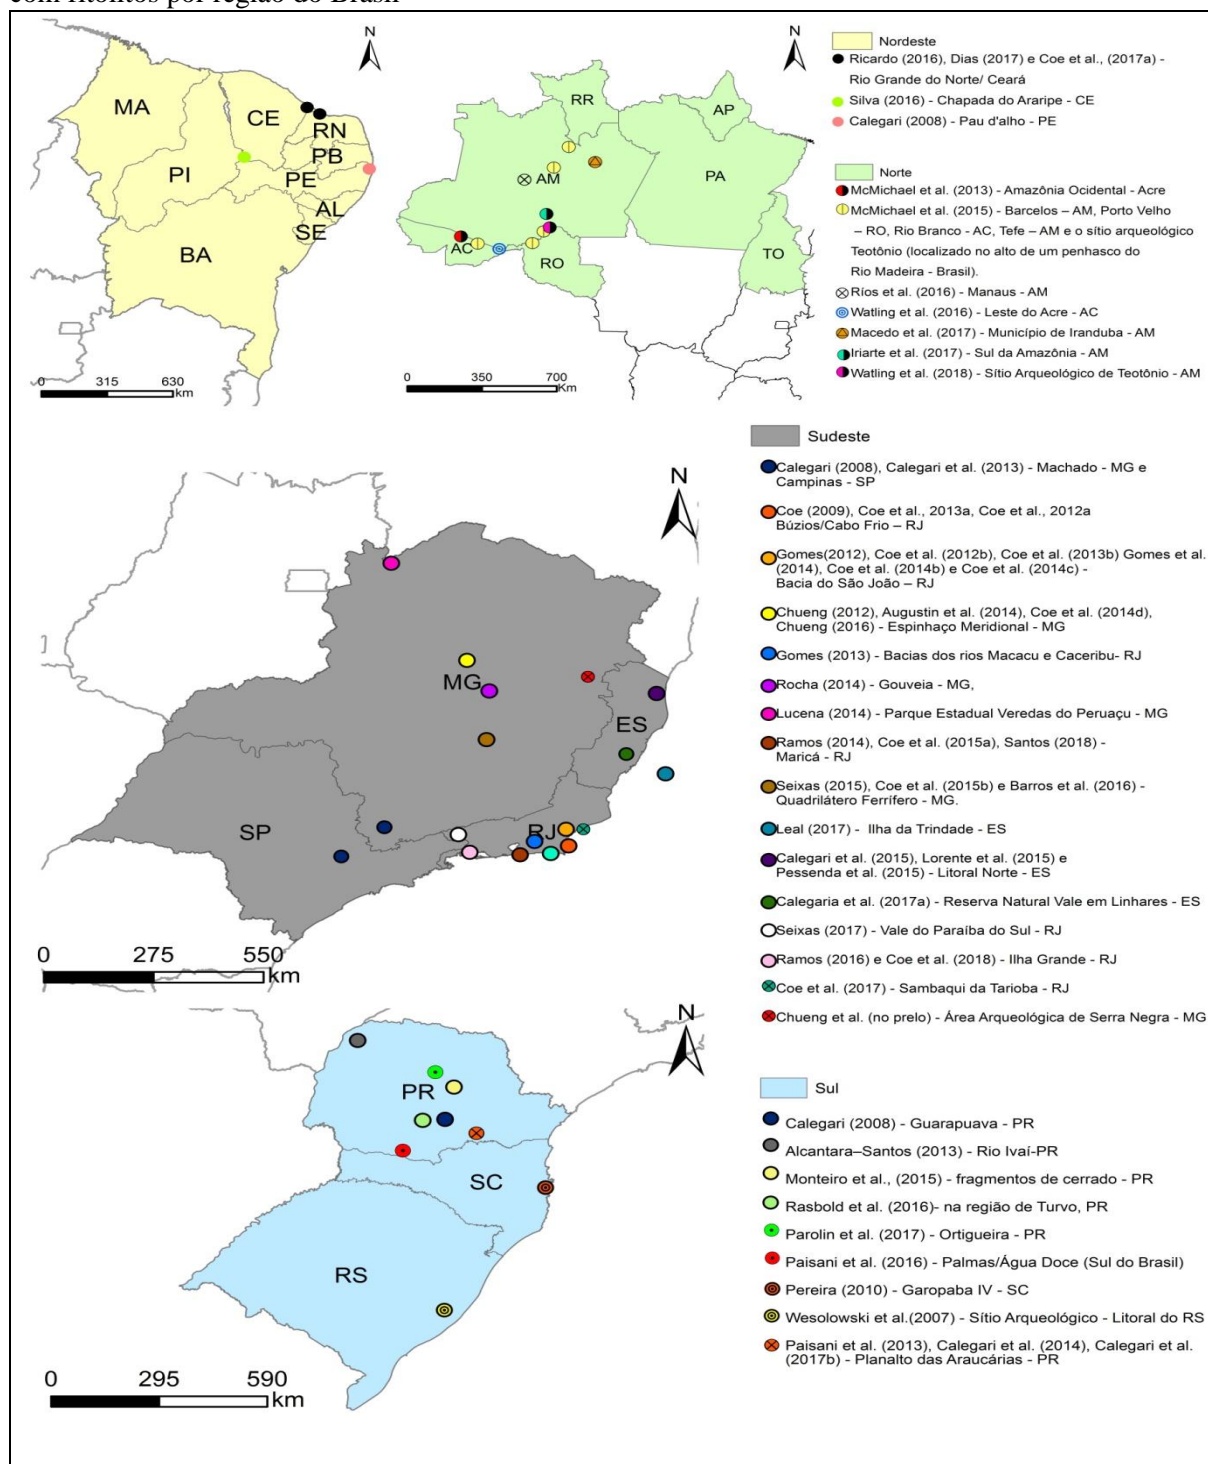 com fitólitos por região do Brasil
N
MA
CE
RN
PB
PI
PE
AL
SE
BA
0 315 630
km
N
RR
AP
AM
PA
AC
RO
TO
0 350 700
Km
Nordeste
Ricardo (2016), Dias (2017) e Coe et al., (2017a) -
Rio Grande do Norte/ Ceará
Silva (2016) - Chapada do Araripe - CE
Calegari (2008) - Pau d'alho - PE
Norte
McMichael et al. (2013) - Amazônia Ocidental - Acre
McMichael et al. (2015) - Barcelos – AM, Porto Velho
– RO, Rio Branco - AC, Tefe – AM e o sítio arqueológico
Teotônio (localizado no alto de um penhasco do
Rio Madeira - Brasil).
Ríos et al. (2016) - Manaus - AM
Watling et al. (2016) - Leste do Acre - AC
Macedo et al. (2017) - Município de Iranduba - AM
Iriarte et al. (2017) - Sul da Amazônia - AM
Watling et al. (2018) - Sítio Arqueológico de Teotônio - AM
N
MG
ES
SP
RJ
0 275 550
km
Sudeste
Calegari (2008), Calegari et al. (2013) - Machado - MG e
Campinas - SP
Coe (2009), Coe et al., 2013a, Coe et al., 2012a
Búzios/Cabo Frio – RJ
Gomes(2012), Coe et al. (2012b), Coe et al. (2013b) Gomes et al.
(2014), Coe et al. (2014b) e Coe et al. (2014c) -
Bacia do São João – RJ
Chueng (2012), Augustin et al. (2014), Coe et al. (2014d),
Chueng (2016) - Espinhaço Meridional - MG
Gomes (2013) - Bacias dos rios Macacu e Caceribu- RJ
Rocha (2014) - Gouveia - MG,
Lucena (2014) - Parque Estadual Veredas do Peruaçu - MG
Ramos (2014), Coe et al. (2015a), Santos (2018) -
Maricá - RJ
Seixas (2015), Coe et al. (2015b) e Barros et al. (2016) -
Quadrilátero Ferrífero - MG.
Leal (2017) - Ilha da Trindade - ES
Calegari et al. (2015), Lorente et al. (2015) e
Pessenda et al. (2015) - Litoral Norte - ES
Calegaria et al. (2017a) - Reserva Natural Vale em Linhares - ES
Seixas (2017) - Vale do Paraíba do Sul - RJ
Ramos (2016) e Coe et al. (2018) - Ilha Grande - RJ
Coe et al. (2017) - Sambaqui da Tarioba - RJ
Chueng et al. (no prelo) - Área Arqueológica de Serra Negra - MG
N
PR
SC
RS
0 295 590
km
Sul
Calegari (2008) - Guarapuava - PR
Alcantara–Santos (2013) - Rio Ivaí-PR
Monteiro et al., (2015) - fragmentos de cerrado - PR
Rasbold et al. (2016)- na região de Turvo, PR
Parolin et al. (2017) - Ortigueira - PR
Paisani et al. (2016) - Palmas/Água Doce (Sul do Brasil)
Pereira (2010) - Garopaba IV - SC
Wesolowski et al.(2007) - Sítio Arqueológico - Litoral do RS
Paisani et al. (2013), Calegari et al. (2014), Calegari et al.
(2017b) - Planalto das Araucárias - PR